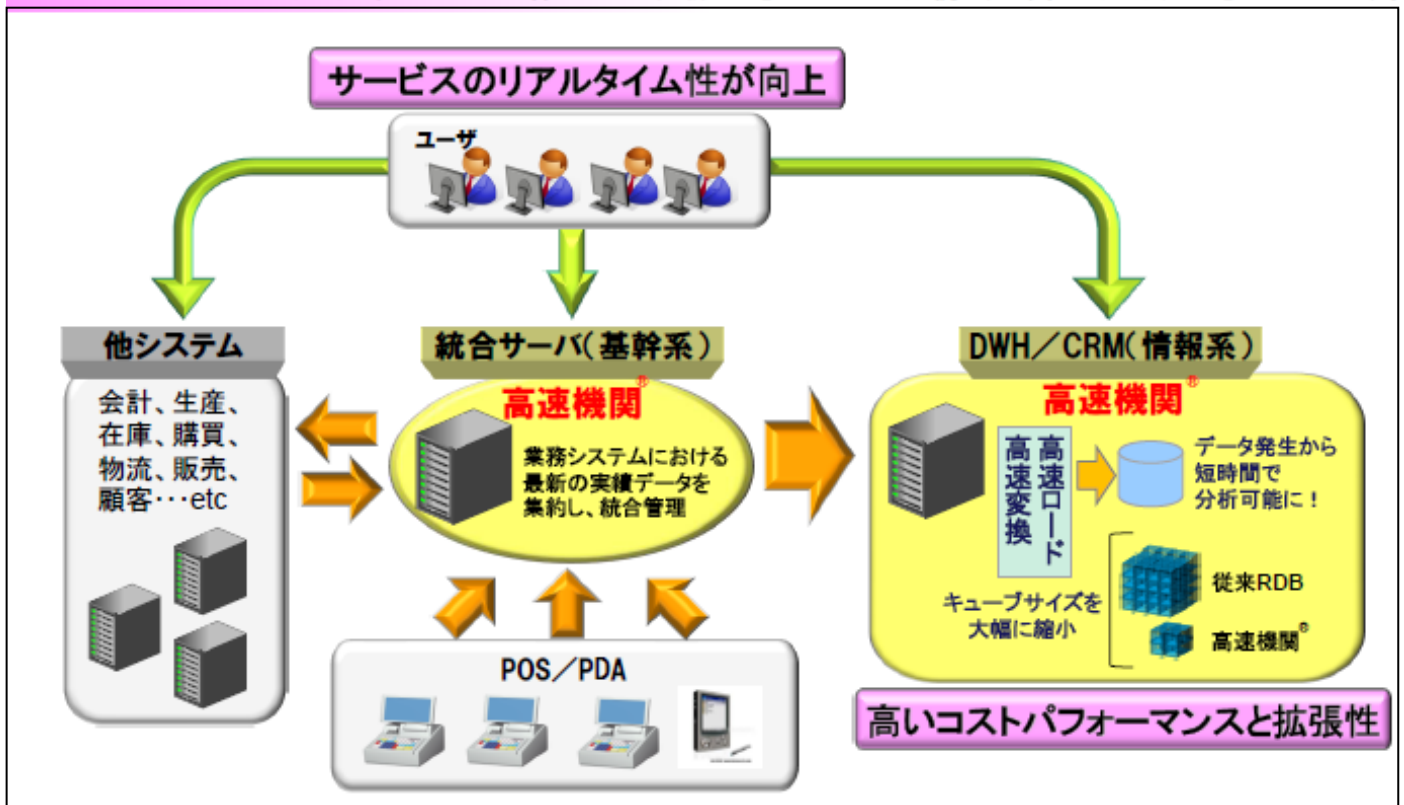 サービスのリアルタイム性が向上
ユーザ
他システム
会計、生産、
在庫、購買、
物流、販売、
顧客･･･etc
統合サーバ(基幹系)
高速機関®
業務システムにおける
最新の実績データを
集約し、統合管理
POS／PDA
DWH／CRM(情報系)
高速機関®
高速ロード
高速変換
データ発生から
短時間で
分析可能に！
キューブサイズを
大幅に縮小
従来RDB
高速機関®
高いコストパフォーマンスと拡張性